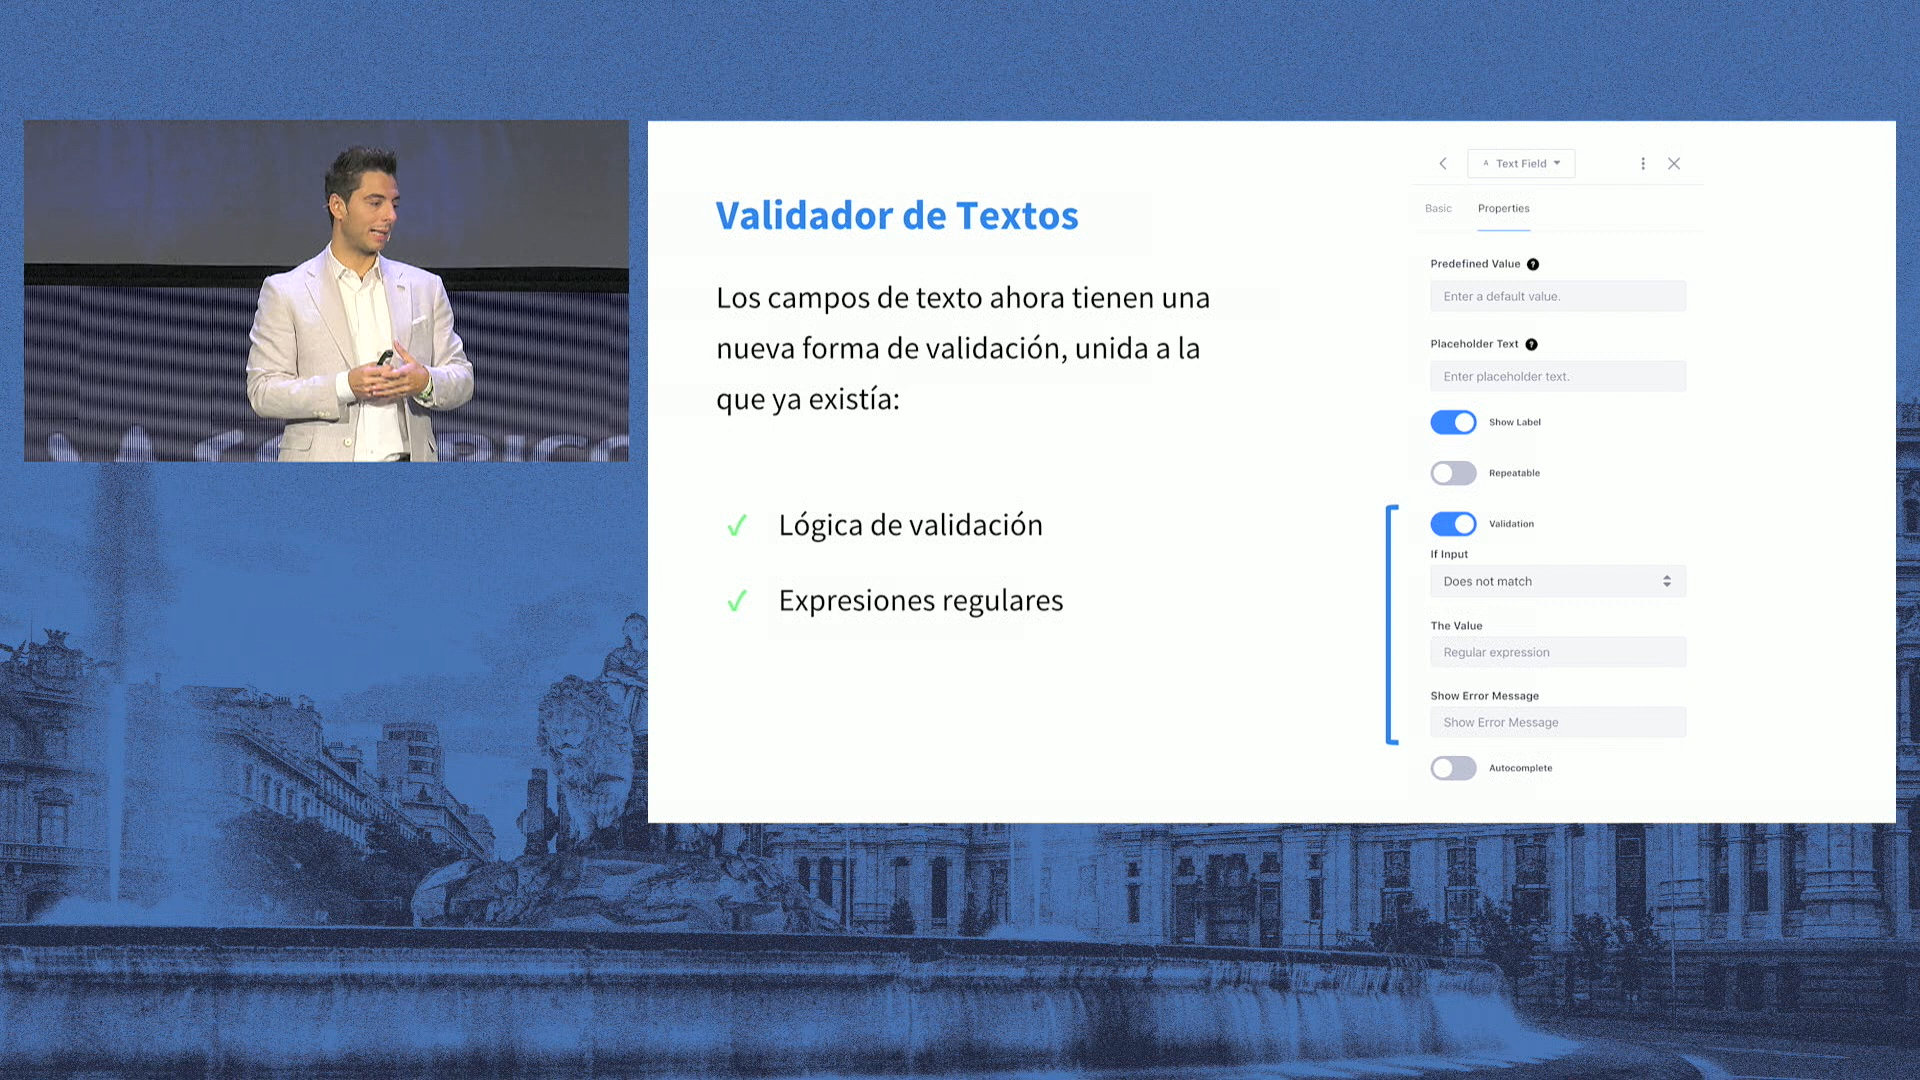 Validador de Textos
Los campos de texto ahora tienen una
nueva forma de validación, unida a la
que ya existía:
✓ Lógica de validación
✓ Expresiones regulares
A Text Field
Basic Properties
Predefined Value ?
Enter a default value.
Placeholder Text ?
Enter placeholder text.
Show Label
Repeatable
Validation
If Input
Does not match
The Value
Regular expression
Show Error Message
Show Error Message
Autocomplete